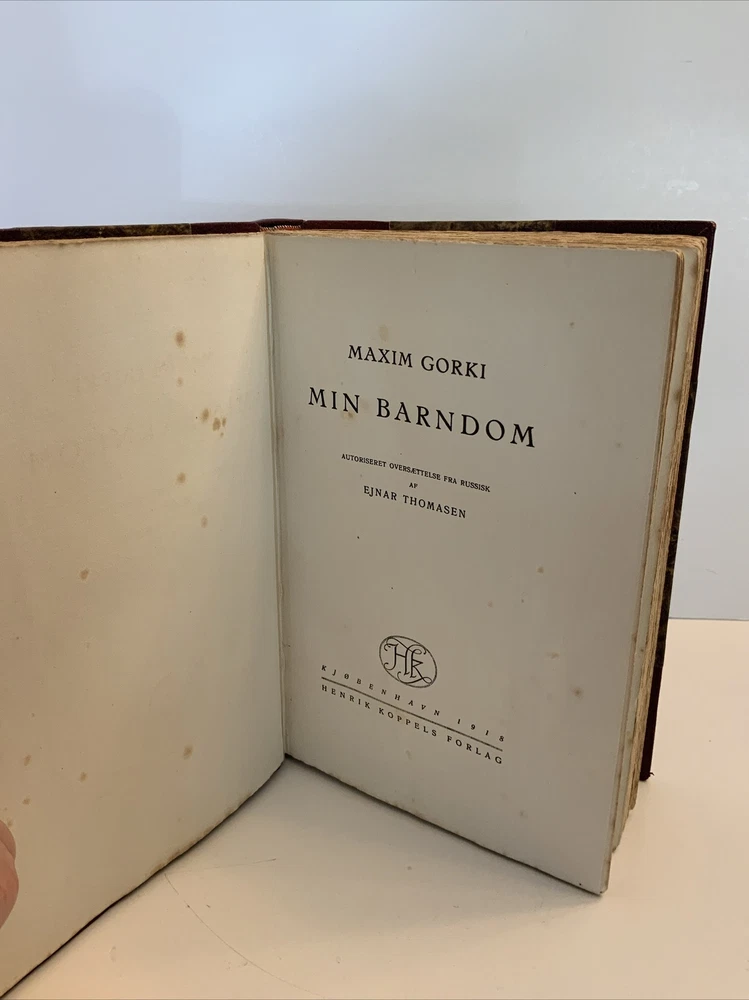 MAXIM GORKI
MIN BARNDOM
AUTORISERET OVERSÆTTELSE FRA RUSSISK
AF
EJNAR THOMASEN
HK
KJØBENHAVN 1918
HENRIK KOPPELS FORLAG